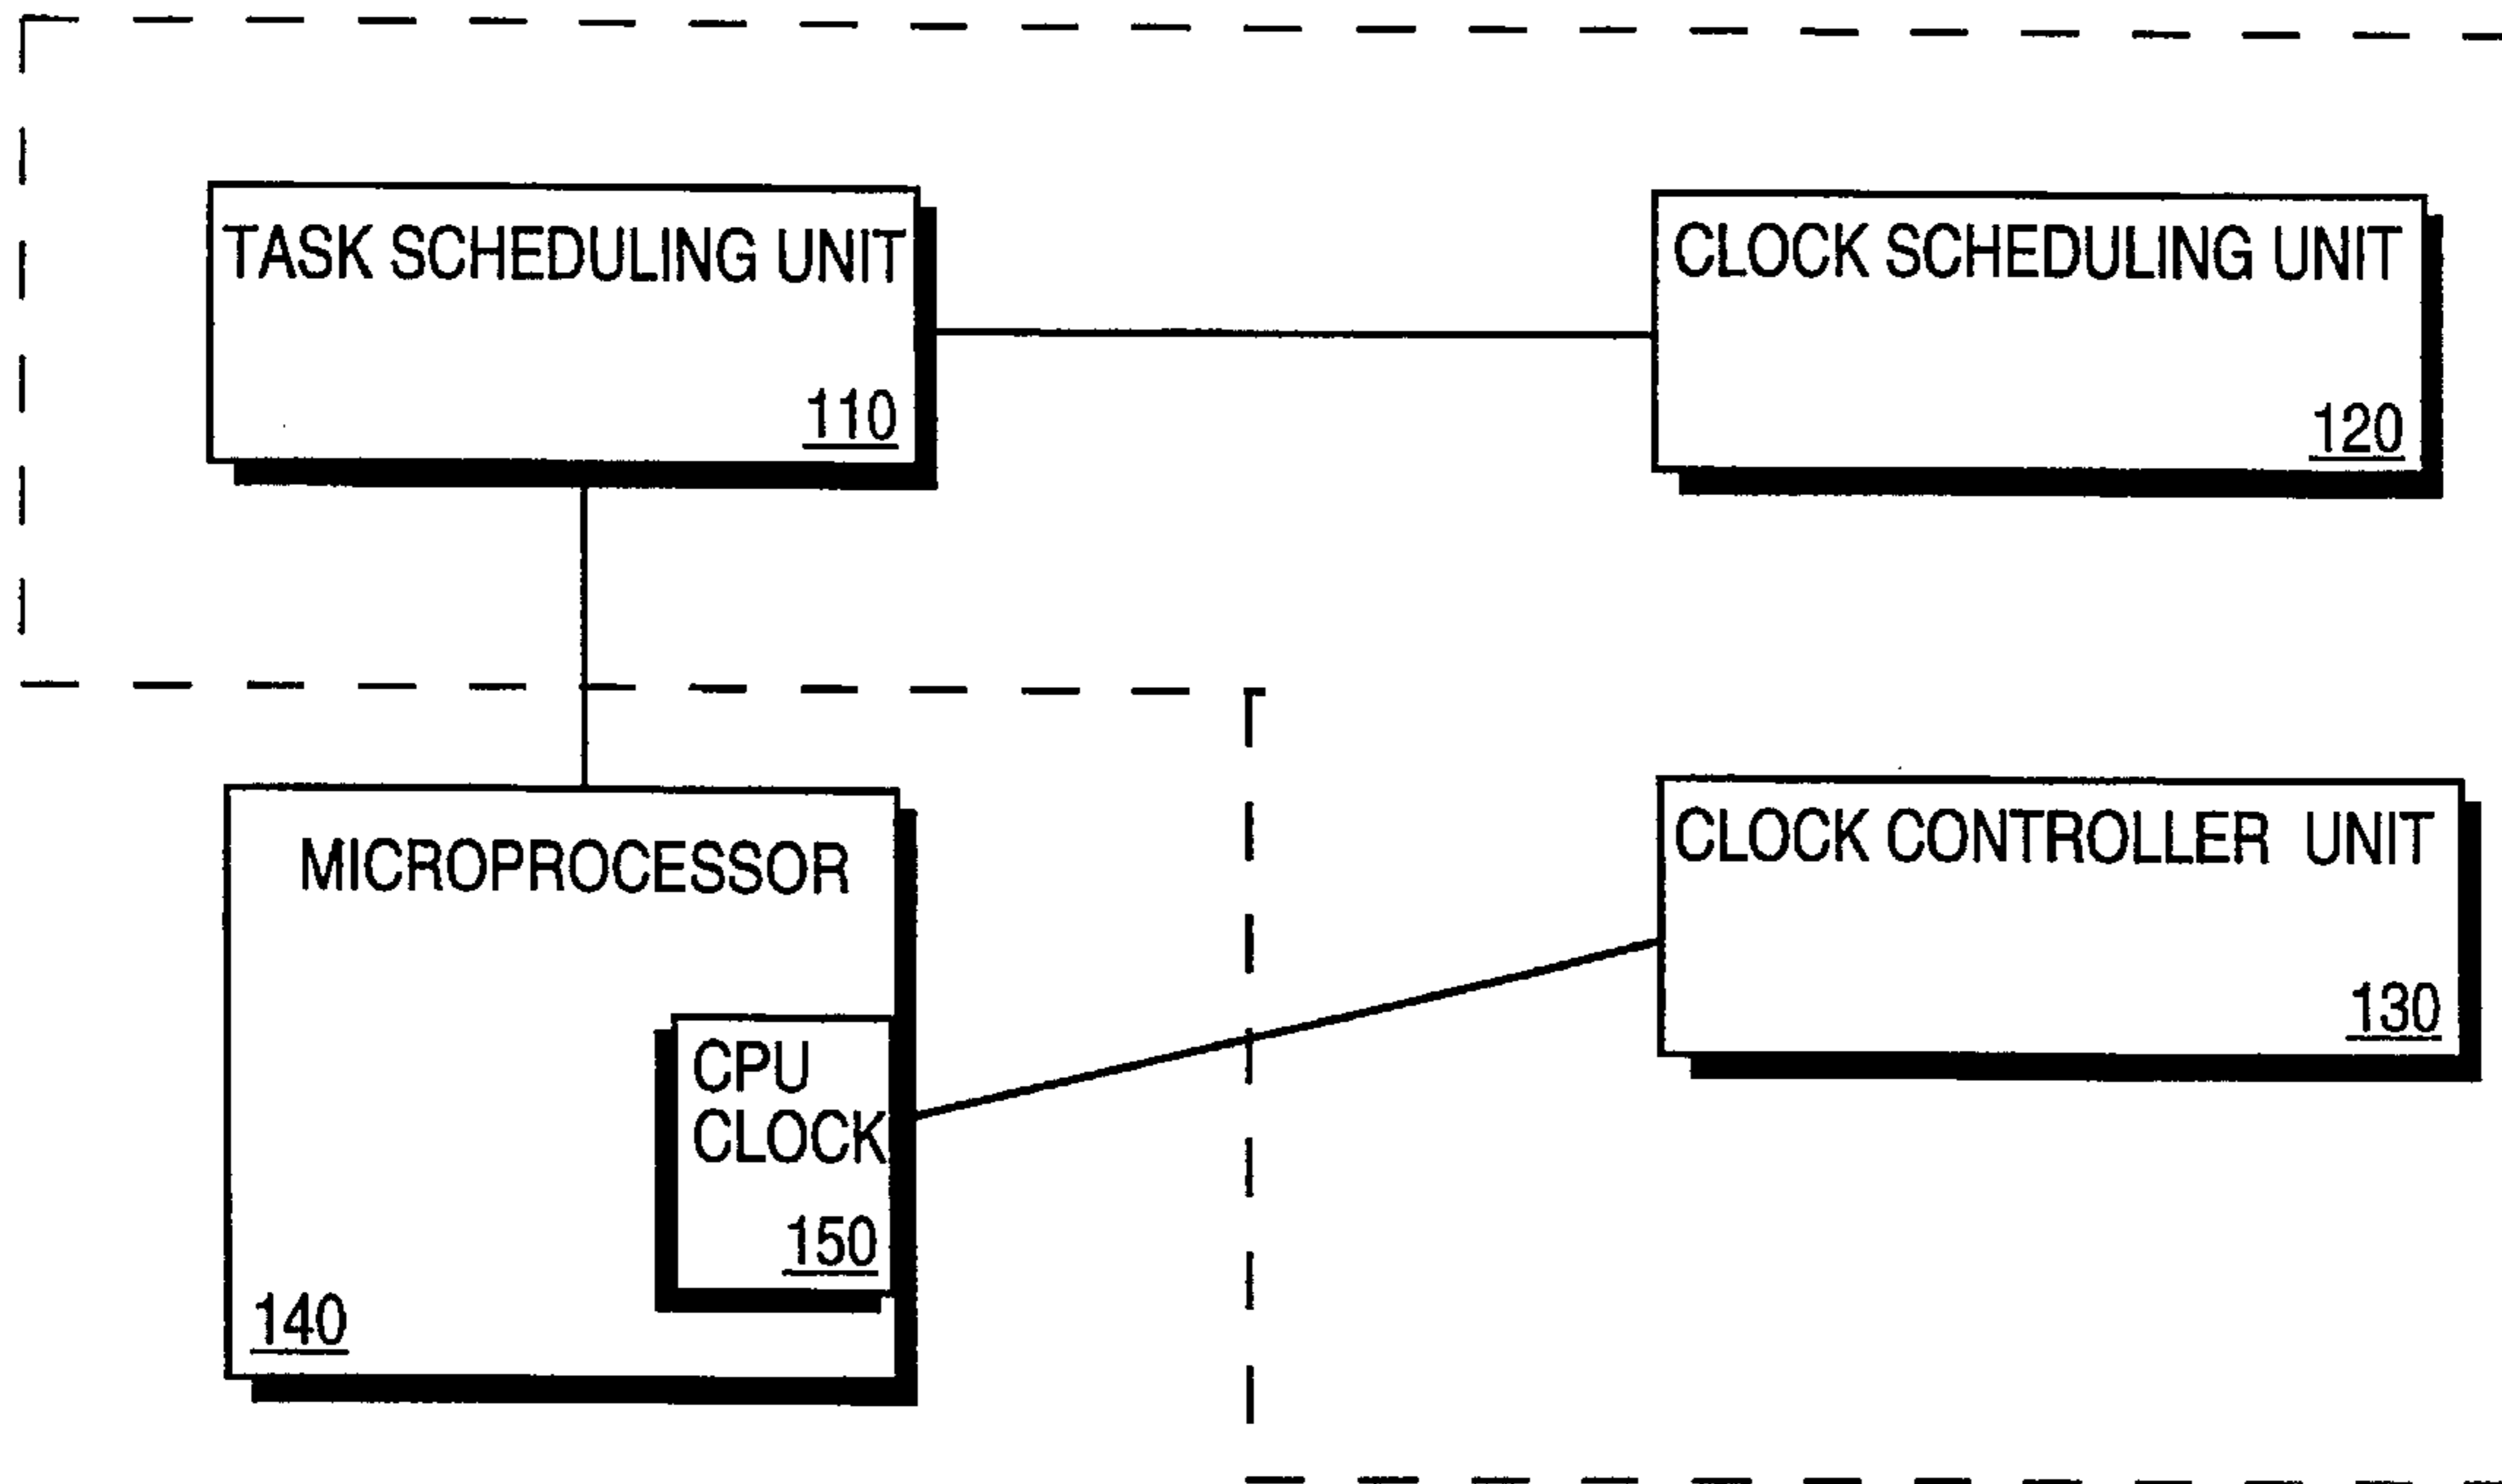 TASK SCHEDULING UNIT
110
CLOCK SCHEDULING UNIT
120
MICROPROCESSOR
CPU
CLOCK
150
140
CLOCK CONTROLLER UNIT
130